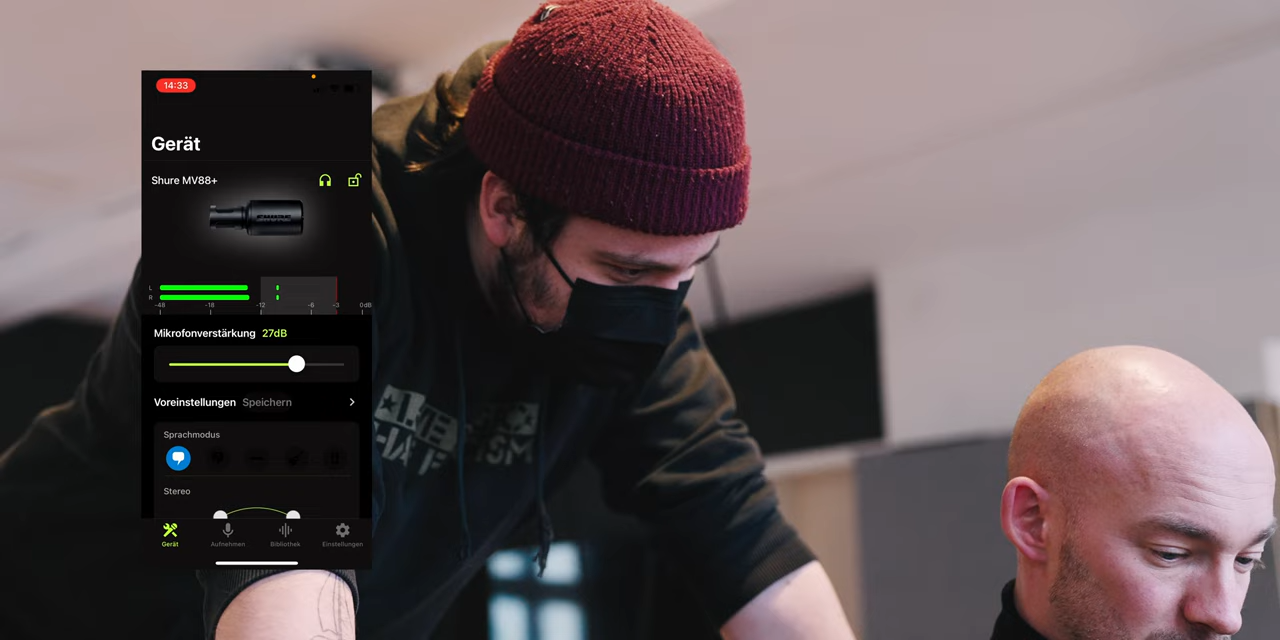 14:33
Gerät
Shure MV88+
SHURE
L
R
-48 -18 -12 -6 -3 0dB
Mikrofonverstärkung 27dB
Voreinstellungen Speichern
Sprachmodus
Stereo
Gerät Aufnehmen Bibliothek Einstellungen